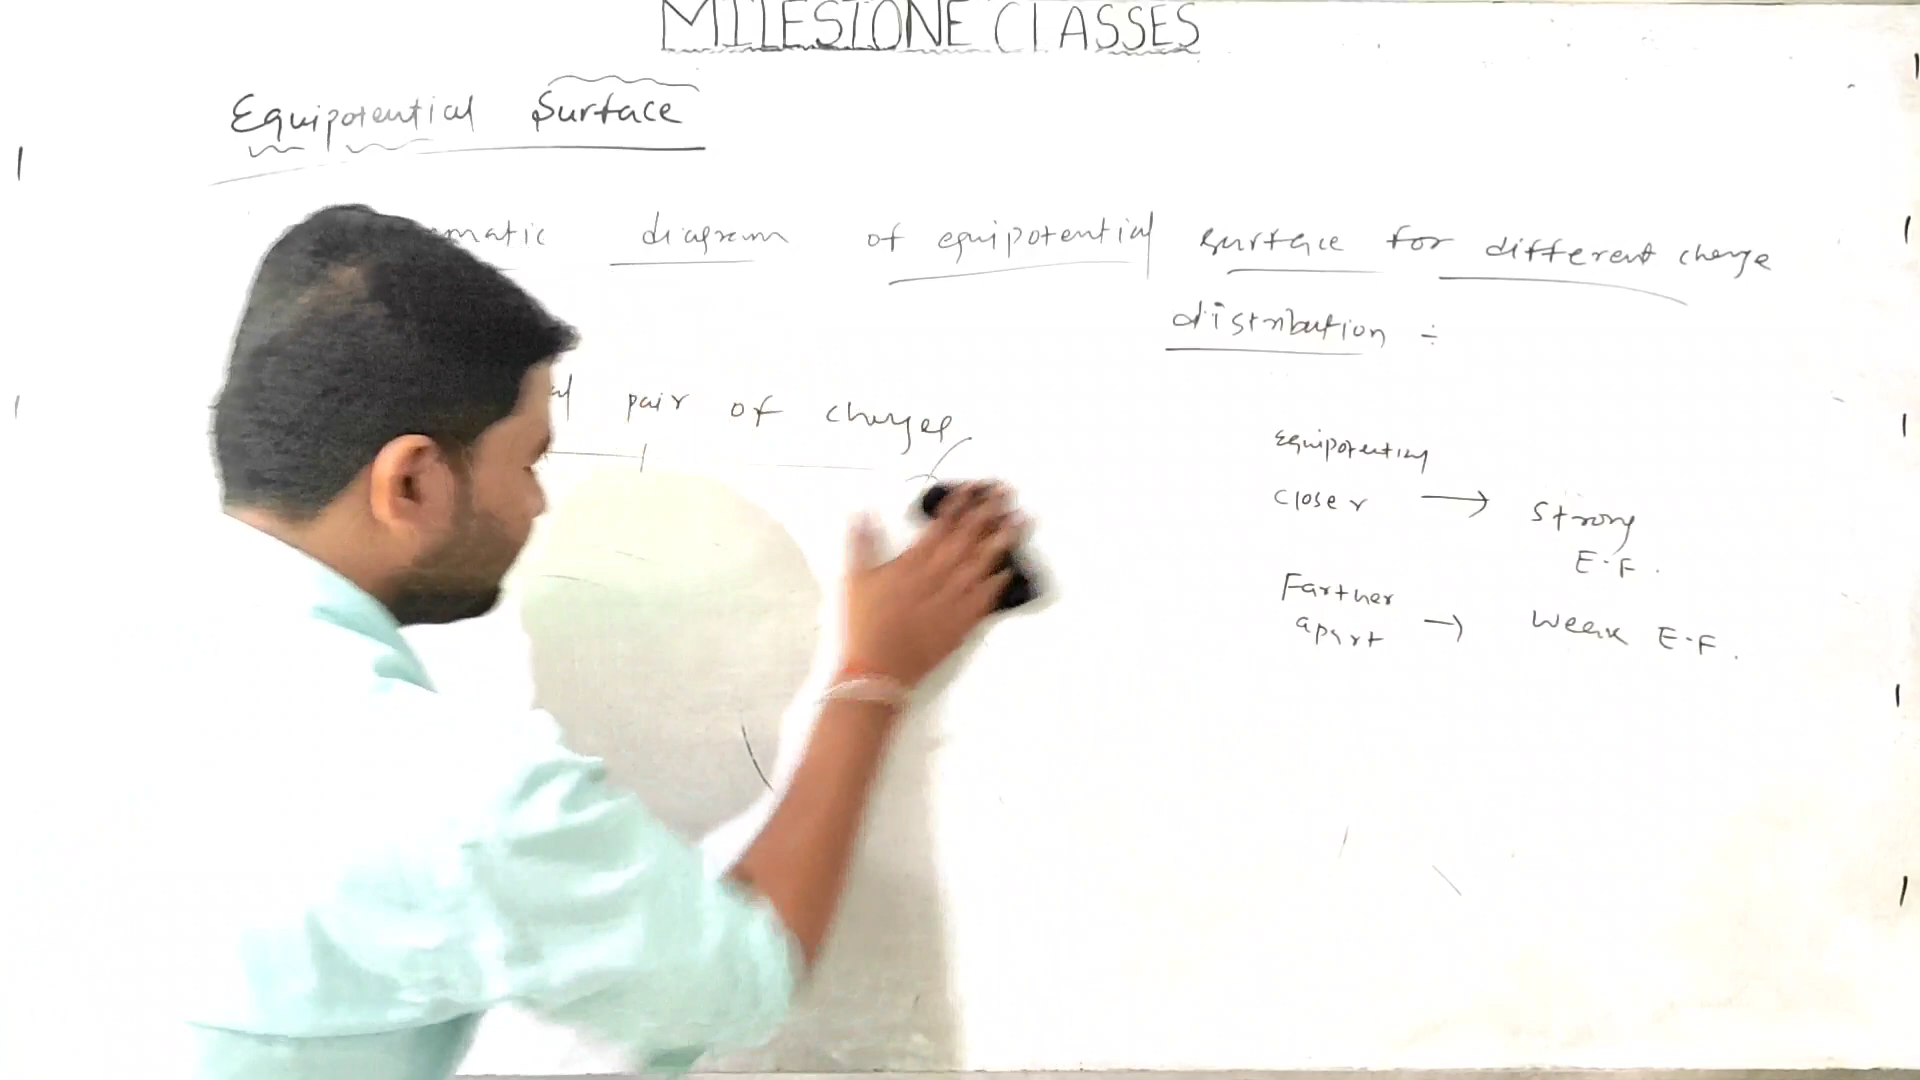 MILESTONE CLASSES
Equipotential Surface
matic diagram of equipotential surface for different charge
distribution ÷
pair of charges
equipotential
closer → strong
E.F.
Farther
apart → weak E.F.